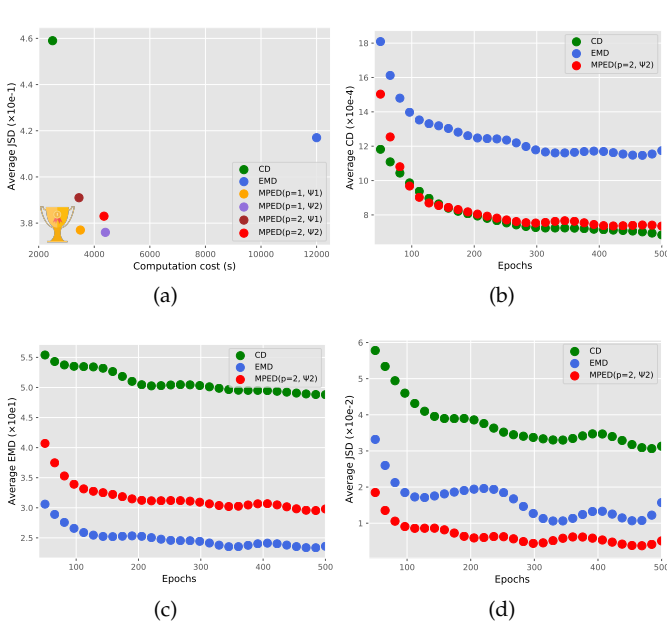 4.6
4.4
4.2
4.0
3.8
Average JSD (×10e-1)
CD
EMD
MPED(p=1, Ψ1)
MPED(p=1, Ψ2)
MPED(p=2, Ψ1)
MPED(p=2, Ψ2)
2000 4000 6000 8000 10000 12000
Computation cost (s)
(a)
18
16
14
12
10
8
Average CD (×10e-4)
CD
EMD
MPED(p=2, Ψ2)
100 200 300 400 500
Epochs
(b)
5.5
5.0
4.5
4.0
3.5
3.0
2.5
Average EMD (×10e1)
CD
EMD
MPED(p=2, Ψ2)
100 200 300 400 500
Epochs
(c)
6
5
4
3
2
1
Average JSD (×10e-2)
CD
EMD
MPED(p=2, Ψ2)
100 200 300 400 500
Epochs
(d)